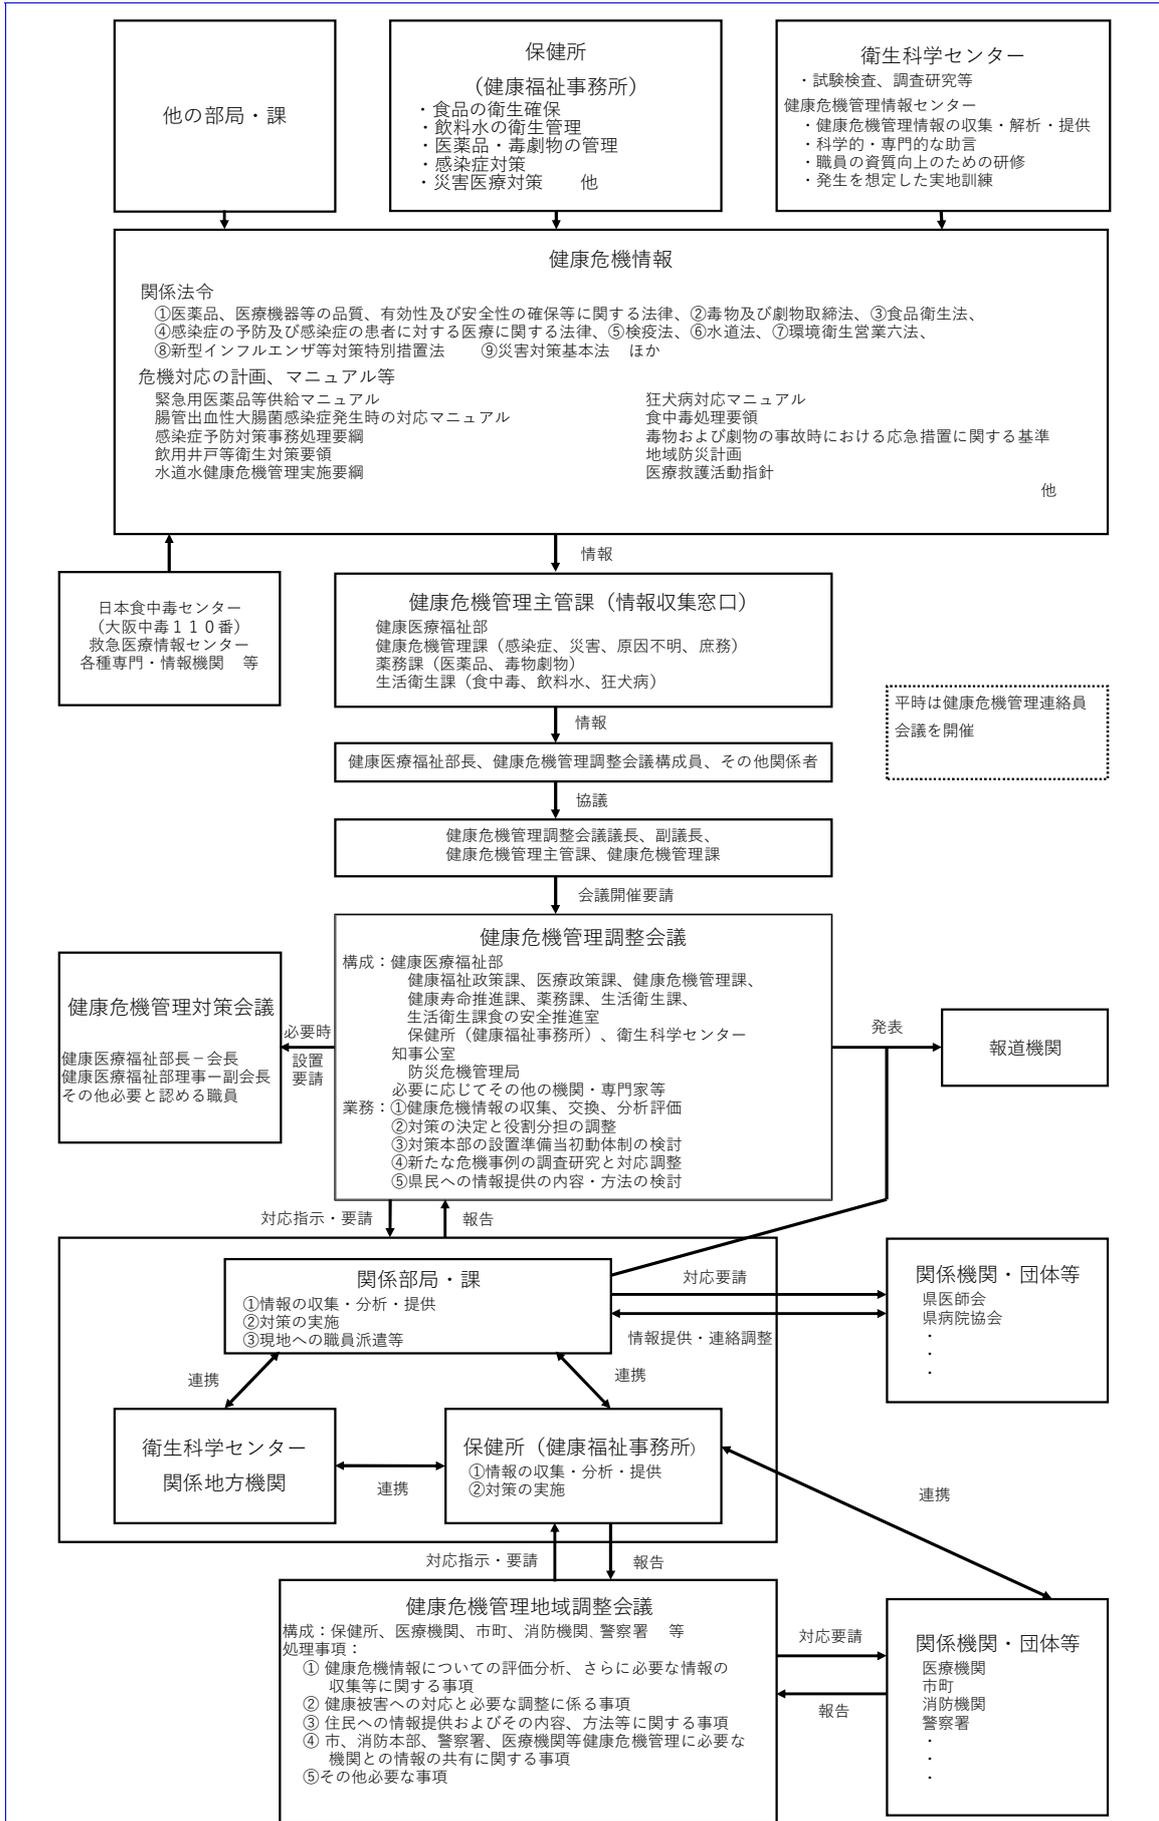 他の部局・課
保健所
（健康福祉事務所）
・食品の衛生確保
・飲料水の衛生管理
・医薬品・毒劇物の管理
・感染症対策
・災害医療対策　　他
衛生科学センター
・試験検査、調査研究等
健康危機管理情報センター
・健康危機管理情報の収集・解析・提供
・科学的・専門的な助言
・職員の資質向上のための研修
・発生を想定した実地訓練
健康危機情報
関係法令
①医薬品、医療機器等の品質、有効性及び安全性の確保等に関する法律、②毒物及び劇物取締法、③食品衛生法、
④感染症の予防及び感染症の患者に対する医療に関する法律、⑤検疫法、⑥水道法、⑦環境衛生営業六法、
⑧新型インフルエンザ等対策特別措置法　　⑨災害対策基本法　ほか
危機対応の計画、マニュアル等
緊急用医薬品等供給マニュアル
腸管出血性大腸菌感染症発生時の対応マニュアル
感染症予防対策事務処理要綱
飲用井戸等衛生対策要領
水道水健康危機管理実施要綱
狂犬病対応マニュアル
食中毒処理要領
毒物および劇物の事故時における応急措置に関する基準
地域防災計画
医療救護活動指針
他
情報
日本食中毒センター
（大阪中毒１１０番）
救急医療情報センター
各種専門・情報機関　等
健康危機管理主管課（情報収集窓口）
健康医療福祉部
健康危機管理課（感染症、災害、原因不明、庶務）
薬務課（医薬品、毒物劇物）
生活衛生課（食中毒、飲料水、狂犬病）
平時は健康危機管理連絡員
会議を開催
情報
健康医療福祉部長、健康危機管理調整会議構成員、その他関係者
協議
健康危機管理調整会議議長、副議長、
健康危機管理主管課、健康危機管理課
会議開催要請
健康危機管理調整会議
構成：健康医療福祉部
健康福祉政策課、医療政策課、健康危機管理課、
健康寿命推進課、薬務課、生活衛生課、
生活衛生課食の安全推進室
保健所（健康福祉事務所）、衛生科学センター
知事公室
防災危機管理局
必要に応じてその他の機関・専門家等
業務：①健康危機情報の収集、交換、分析評価
②対策の決定と役割分担の調整
③対策本部の設置準備当初動体制の検討
④新たな危機事例の調査研究と対応調整
⑤県民への情報提供の内容・方法の検討
健康危機管理対策会議
健康医療福祉部長－会長
健康医療福祉部理事ー副会長
その他必要と認める職員
必要時
設置
要請
発表
報道機関
対応指示・要請
報告
関係部局・課
①情報の収集・分析・提供
②対策の実施
③現地への職員派遣等
対応要請
情報提供・連絡調整
関係機関・団体等
県医師会
県病院協会
・
・
・
連携
連携
衛生科学センター
関係地方機関
連携
保健所（健康福祉事務所）
①情報の収集・分析・提供
②対策の実施
連携
対応指示・要請
報告
健康危機管理地域調整会議
構成：保健所、医療機関、市町、消防機関、警察署　等
処理事項：
① 健康危機情報についての評価分析、さらに必要な情報の
収集等に関する事項
② 健康被害への対応と必要な調整に係る事項
③ 住民への情報提供およびその内容、方法等に関する事項
④ 市、消防本部、警察署、医療機関等健康危機管理に必要な
機関との情報の共有に関する事項
⑤その他必要な事項
対応要請
報告
関係機関・団体等
医療機関
市町
消防機関
警察署
・
・
・